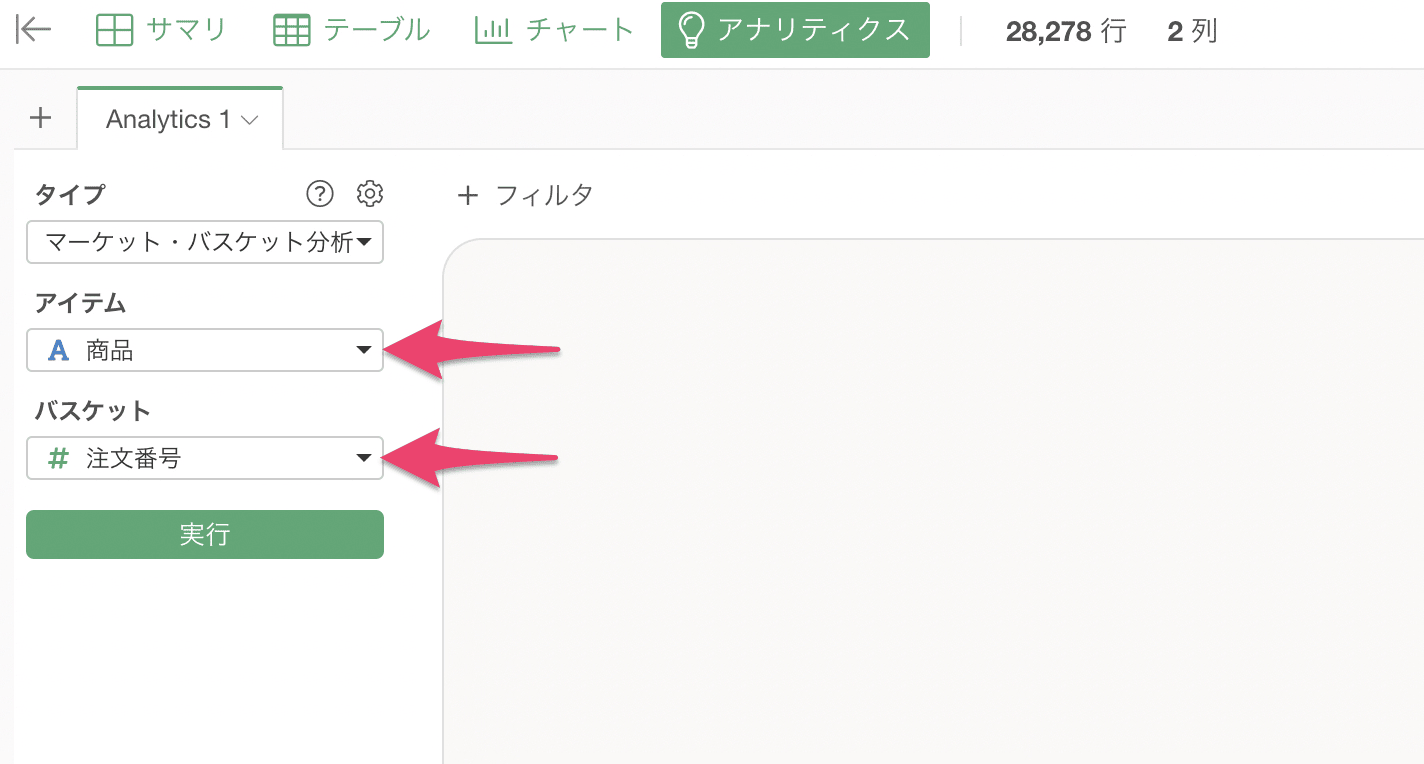 サマリ テーブル チャート アナリティクス 28,278 行 2 列
Analytics 1
タイプ
+ フィルタ
マーケット・バスケット分析
アイテム
A 商品
バスケット
# 注文番号
実行